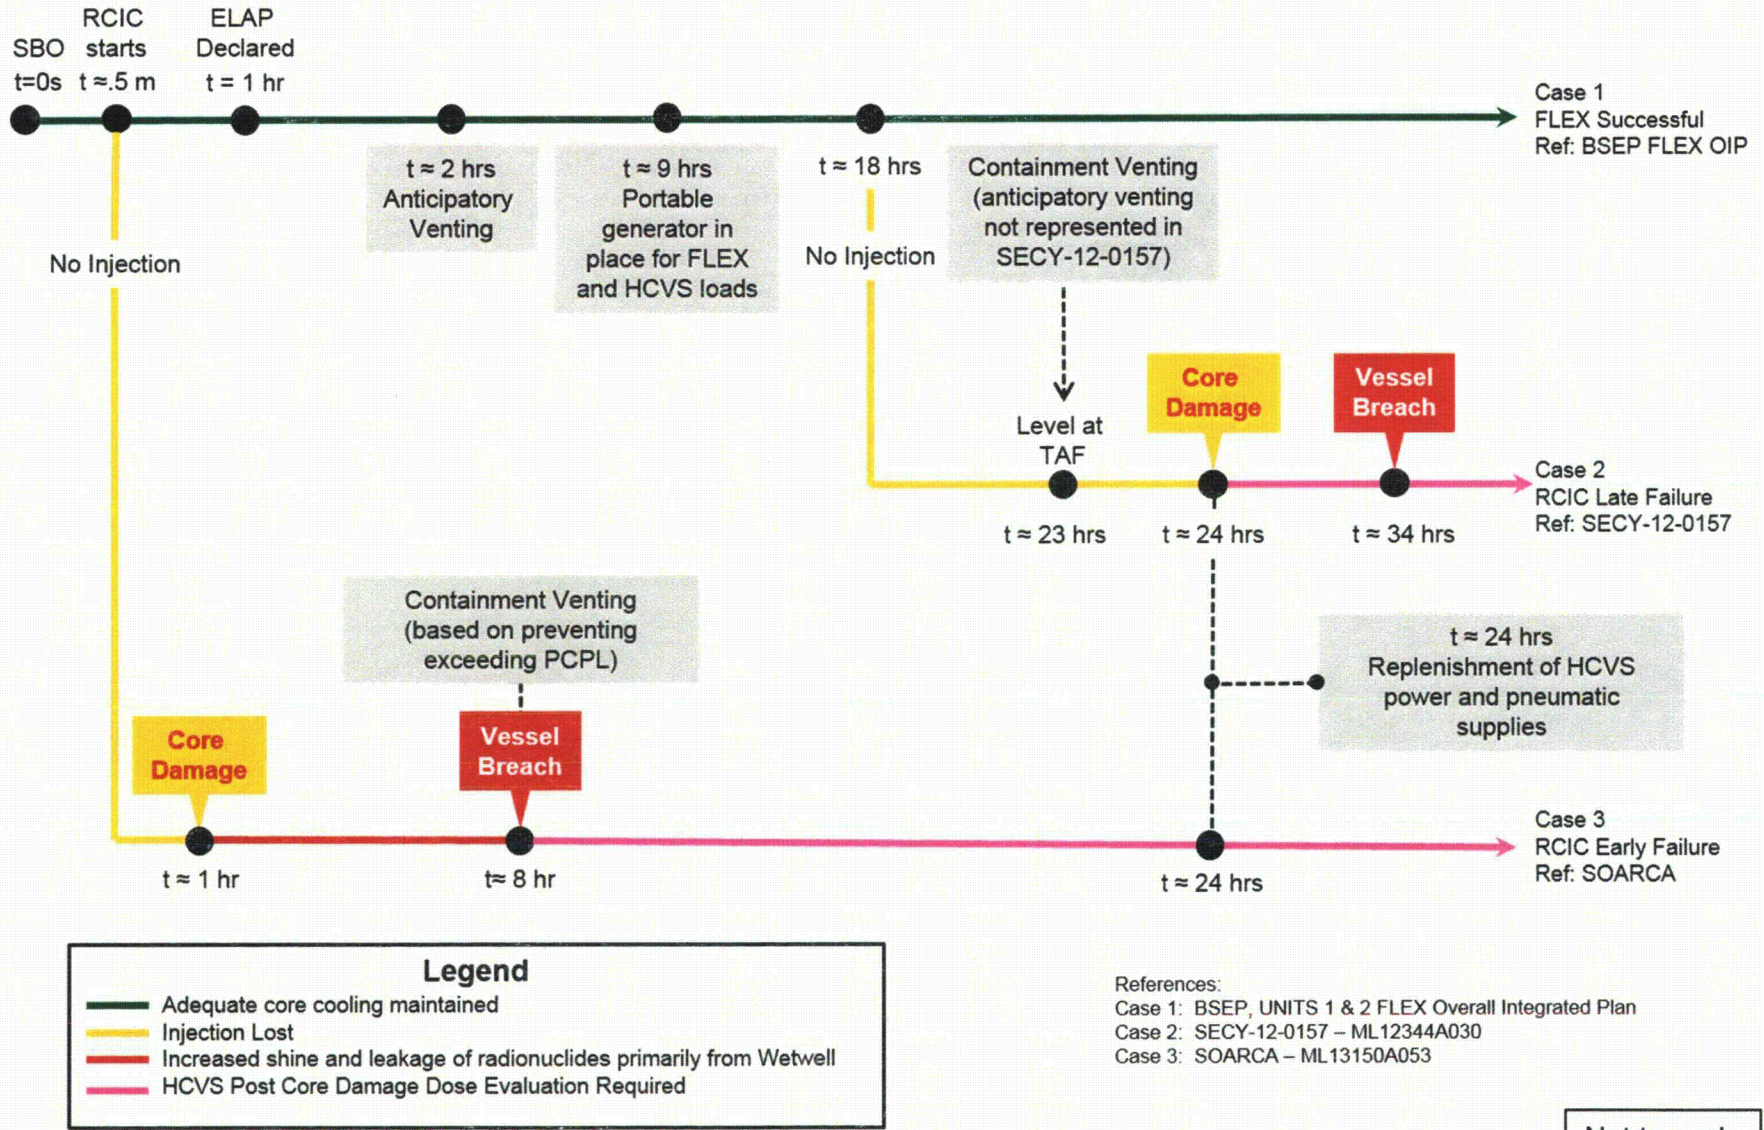 SBO
t=0s
RCIC
starts
t ≈.5 m
ELAP
Declared
t = 1 hr
Case 1
FLEX Successful
Ref: BSEP FLEX OIP
t ≈ 2 hrs
Anticipatory
Venting
t ≈ 9 hrs
Portable
generator in
place for FLEX
and HCVS loads
t ≈ 18 hrs
Containment Venting
(anticipatory venting
not represented in
SECY-12-0157)
No Injection
No Injection
Level at
TAF
Core
Damage
Vessel
Breach
Case 2
RCIC Late Failure
Ref: SECY-12-0157
t ≈ 23 hrs
t ≈ 24 hrs
t ≈ 34 hrs
Containment Venting
(based on preventing
exceeding PCPL)
t ≈ 24 hrs
Replenishment of HCVS
power and pneumatic
supplies
Core
Damage
Vessel
Breach
Case 3
RCIC Early Failure
Ref: SOARCA
t ≈ 1 hr
t≈ 8 hr
t ≈ 24 hrs
Legend
Adequate core cooling maintained
Injection Lost
Increased shine and leakage of radionuclides primarily from Wetwell
HCVS Post Core Damage Dose Evaluation Required
References:
Case 1: BSEP, UNITS 1 & 2 FLEX Overall Integrated Plan
Case 2: SECY-12-0157 – ML12344A030
Case 3: SOARCA – ML13150A053